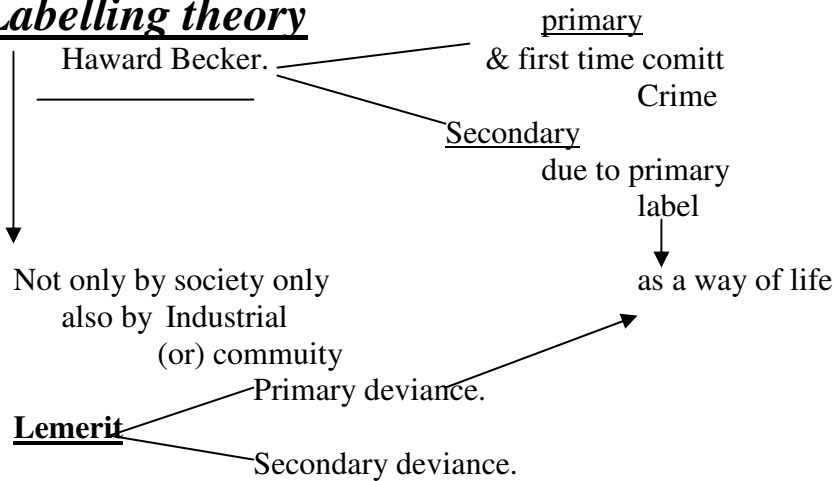 Labelling theory
primary
Haward Becker.
& first time comitt
Crime
Secondary
due to primary
label
Not only by society only
as a way of life
also by Industrial
(or) commuity
Primary deviance.
Lemerit
Secondary deviance.